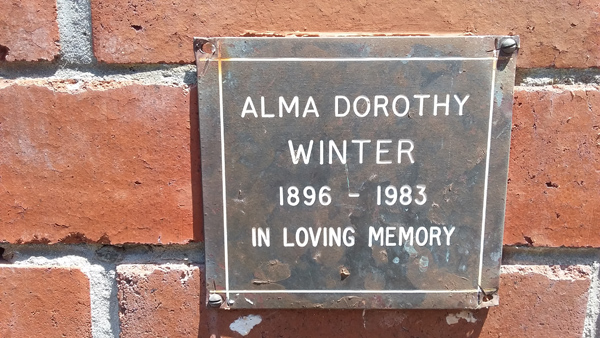 ALMA DOROTHY
WINTER
1896 - 1983
IN LOVING MEMORY